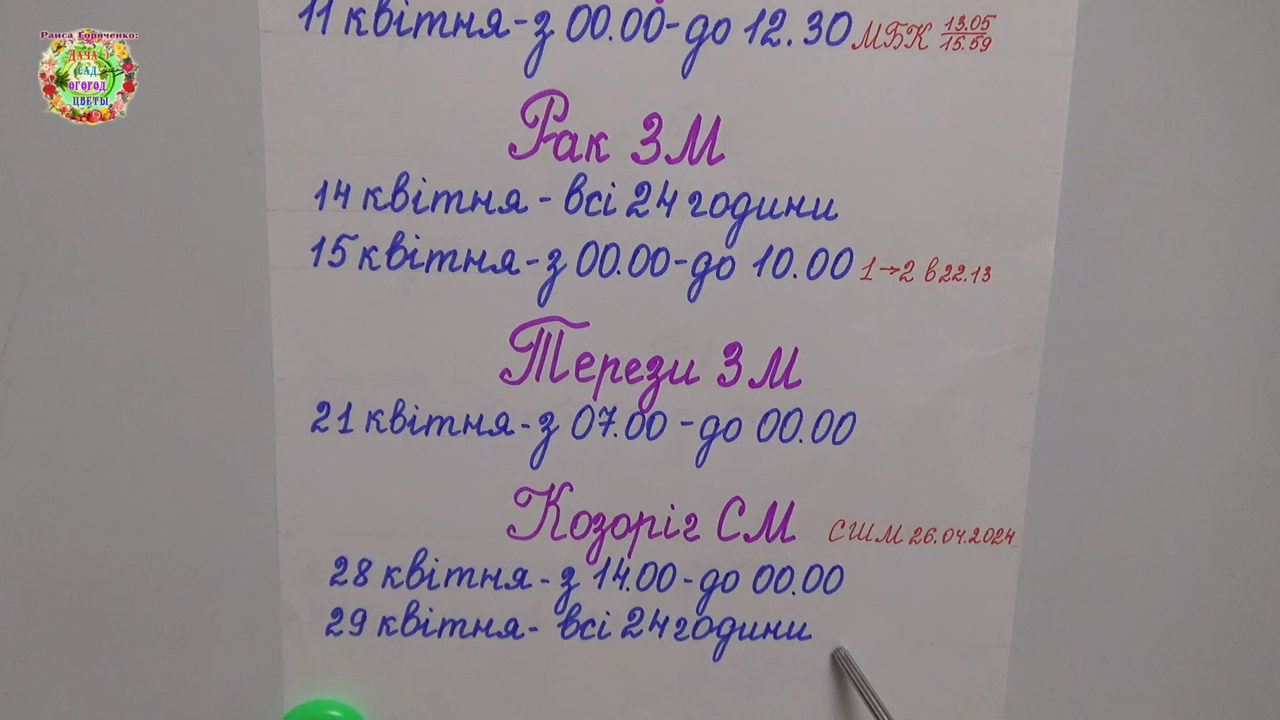 Раиса Горяченко:
ДАЧА
САД
ОГОРОД
ЦВЕТЫ
11 квітня - з 00.00 - до 12.30 МБК 13.05
15.59
Рак ЗМ
14 квітня - всі 24 години
15 квітня - з 00.00 - до 10.00 1→2 в 22.13
Терези ЗМ
21 квітня - з 07.00 - до 00.00
Козоріг СМ СШМ 26.04.2024
28 квітня - з 14.00 - до 00.00
29 квітня - всі 24 години